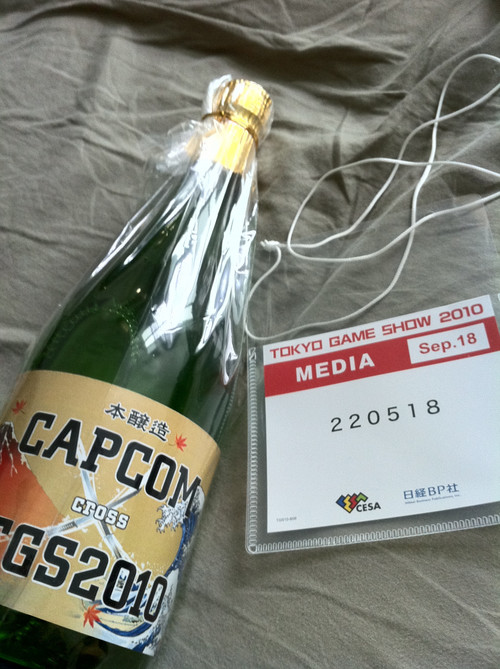 本醸造
CAPCOM
CROSS
TGS2010
TOKYO GAME SHOW 2010
MEDIA
Sep.18
220518
CESA
日経BP社